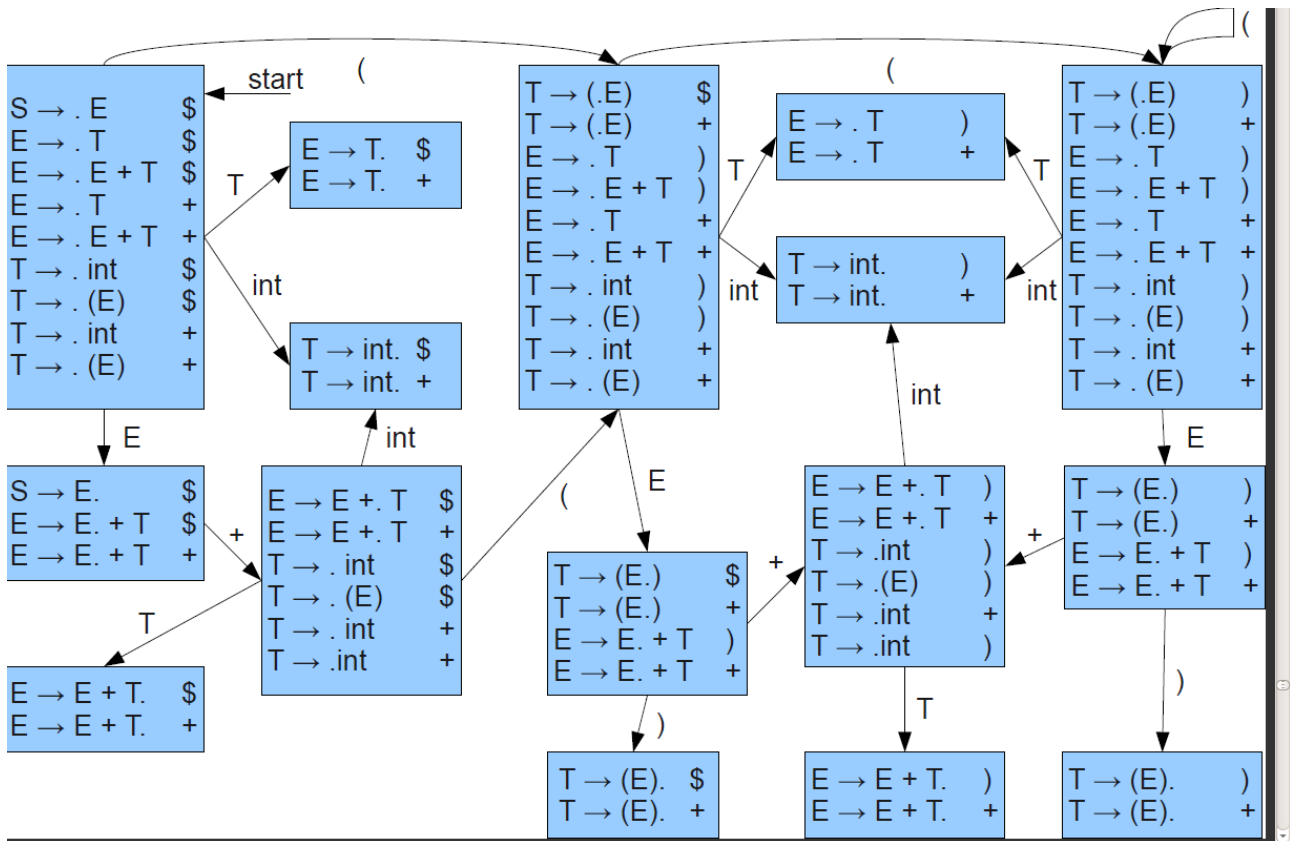 (
start
(
(
S → . E $
E → . T $
E → . E + T $
E → . T +
E → . E + T +
T → . int $
T → . (E) $
T → . int +
T → . (E) +
T
E → T. $
E → T. +
int
T → int. $
T → int. +
T → (.E) $
T → (.E) +
E → . T )
E → . E + T )
E → . T +
E → . E + T +
T → . int )
T → . (E) )
T → . int +
T → . (E) +
T
E → . T )
E → . T +
T
int
T → int. )
T → int. +
int
T → (.E) )
T → (.E) +
E → . T )
E → . E + T )
E → . T +
E → . E + T +
T → . int )
T → . (E) )
T → . int +
T → . (E) +
E
int
E
int
E
S → E. $
E → E. + T $
E → E. + T +
+
E → E +. T $
E → E +. T +
T → . int $
T → . (E) $
T → . int +
T → .int +
(
T
E → E + T. $
E → E + T. +
T → (E.) $
T → (E.) +
E → E. + T )
E → E. + T +
+
E → E +. T )
E → E +. T +
T → .int )
T → .(E) )
T → .int +
T → .int )
+
T → (E.) )
T → (E.) +
E → E. + T )
E → E. + T +
)
T
)
T → (E). $
T → (E). +
E → E + T. )
E → E + T. +
T → (E). )
T → (E). +